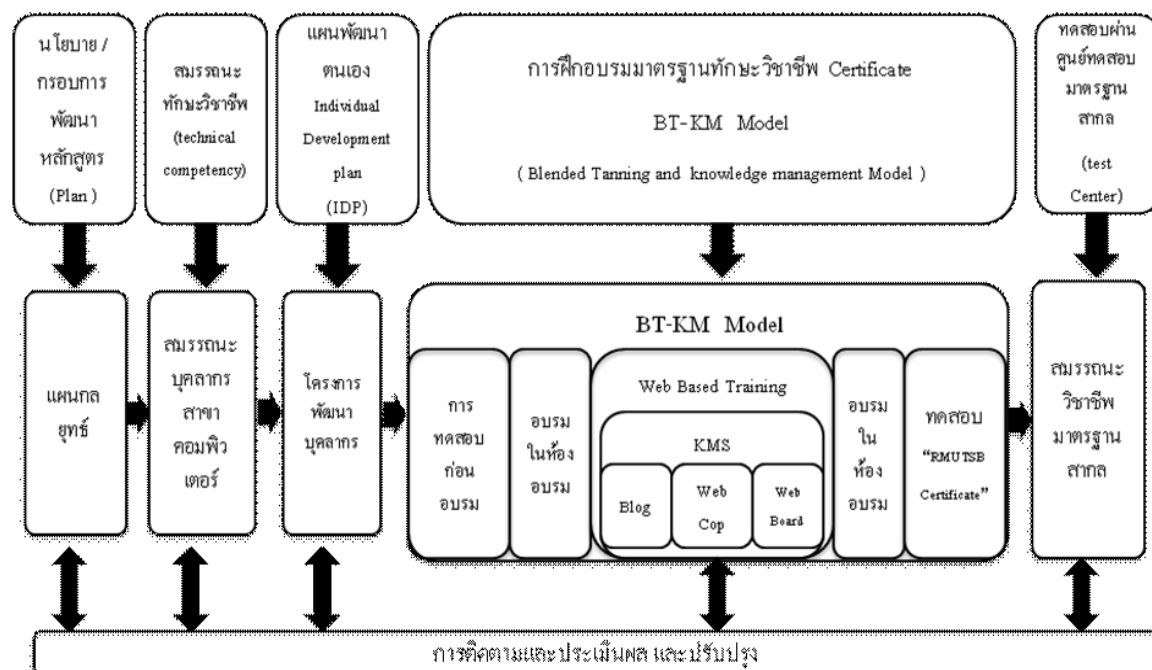 นโยบาย /
กรอบการ
พัฒนา
หลักสูตร
(Plan )
สมรรถนะ
ทักษะวิชาชีพ
(technical
competency)
แผนพัฒนา
ตนเอง
Individual
Development
plan
(IDP)
การฝึกอบรมมาตรฐานทักษะวิชาชีพ Certificate
BT-KM Model
( Blended Tanning and knowledge management Model )
ทดสอบผ่าน
ศูนย์ทดสอบ
มาตรฐาน
สากล
(test
Center)
แผนกล
ยุทธ์
สมรรถนะ
บุคลากร
สาขา
คอมพิว
เตอร์
โครงการ
พัฒนา
บุคลากร
BT-KM Model
การ
ทดสอบ
ก่อน
อบรม
อบรม
ในห้อง
อบรม
Web Based Training
KMS
Blog
Web
Cop
Web
Board
อบรม
ใน
ห้อง
อบรม
ทดสอบ
“RMUTSB
Certificate”
สมรรถนะ
วิชาชีพ
มาตรฐาน
สากล
การติดตามและประเมินผล และปรับปรุง